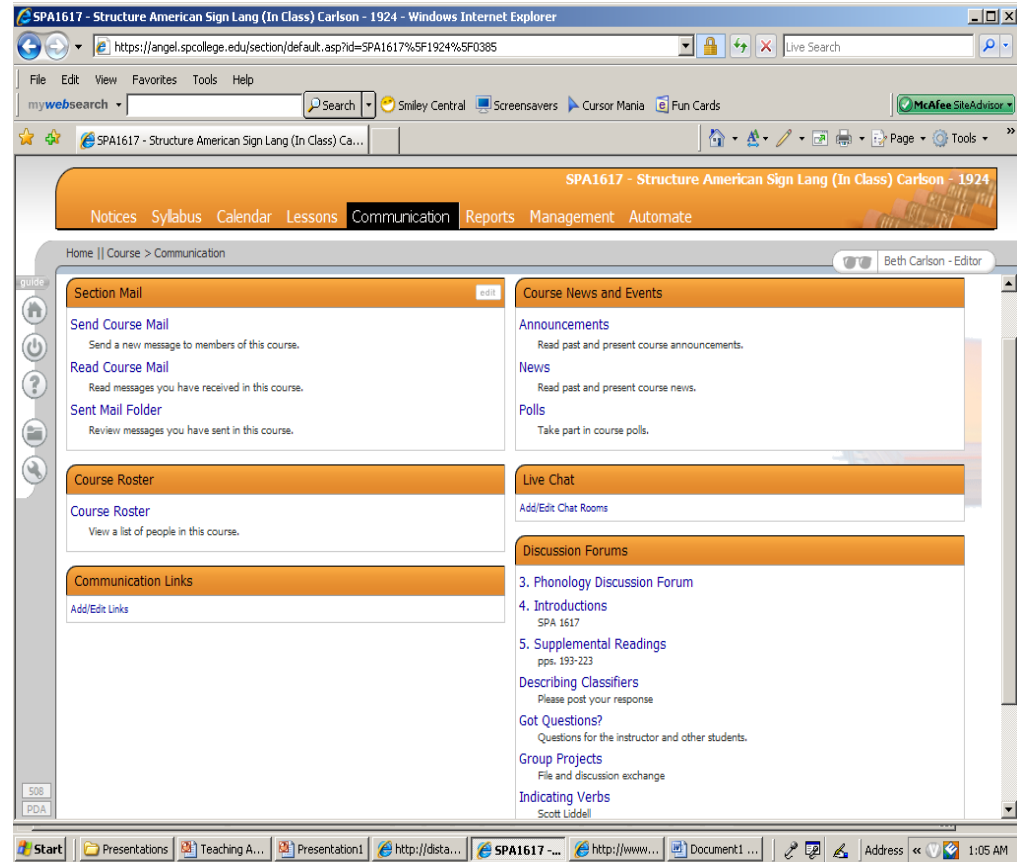 SPA1617 - Structure American Sign Lang (In Class) Carlson - 1924 - Windows Internet Explorer
https://angel.spcollege.edu/section/default.asp?id=SPA1617%5F1924%5F0385
Live Search
File Edit View Favorites Tools Help
mywebsearch Search Smiley Central Screensavers Cursor Mania Fun Cards McAfee SiteAdvisor
SPA1617 - Structure American Sign Lang (In Class) Ca... Page Tools »
SPA1617 - Structure American Sign Lang (In Class) Carlson - 1924
Notices Syllabus Calendar Lessons Communication Reports Management Automate
Home || Course > Communication
Beth Carlson - Editor
guide
Section Mail
edit
Send Course Mail
Send a new message to members of this course.
Read Course Mail
Read messages you have received in this course.
Sent Mail Folder
Review messages you have sent in this course.
Course Roster
Course Roster
View a list of people in this course.
Communication Links
Add/Edit Links
Course News and Events
Announcements
Read past and present course announcements.
News
Read past and present course news.
Polls
Take part in course polls.
Live Chat
Add/Edit Chat Rooms
Discussion Forums
3. Phonology Discussion Forum
4. Introductions
SPA 1617
5. Supplemental Readings
pps. 193-223
Describing Classifiers
Please post your response
Got Questions?
Questions for the instructor and other students.
Group Projects
File and discussion exchange
Indicating Verbs
Scott Liddell
508
PDA
Start Presentations Teaching A... Presentation1 http://dista... SPA1617 -... http://www... Document1 ... Address « 1:05 AM